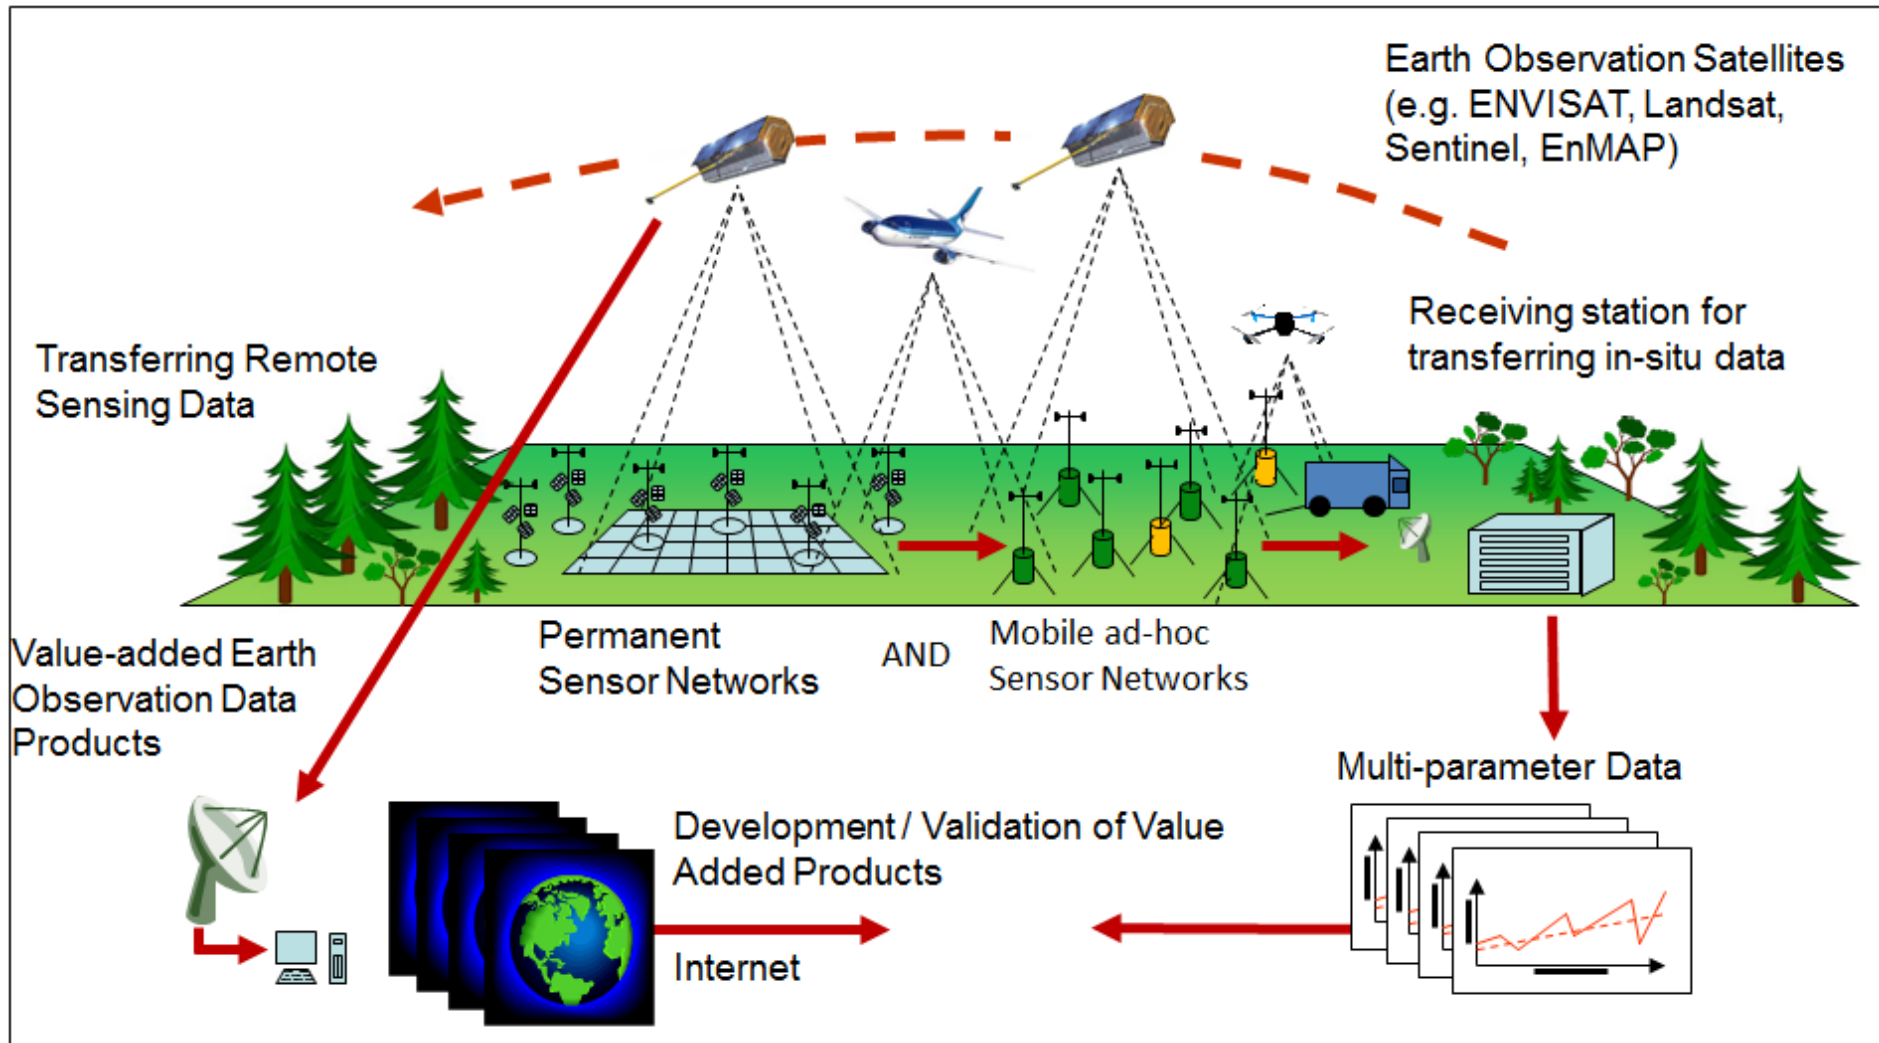 Earth Observation Satellites
(e.g. ENVISAT, Landsat,
Sentinel, EnMAP)
Receiving station for
transferring in-situ data
Transferring Remote
Sensing Data
Value-added Earth
Observation Data
Products
Permanent
Sensor Networks
AND
Mobile ad-hoc
Sensor Networks
Multi-parameter Data
Development / Validation of Value
Added Products
Internet